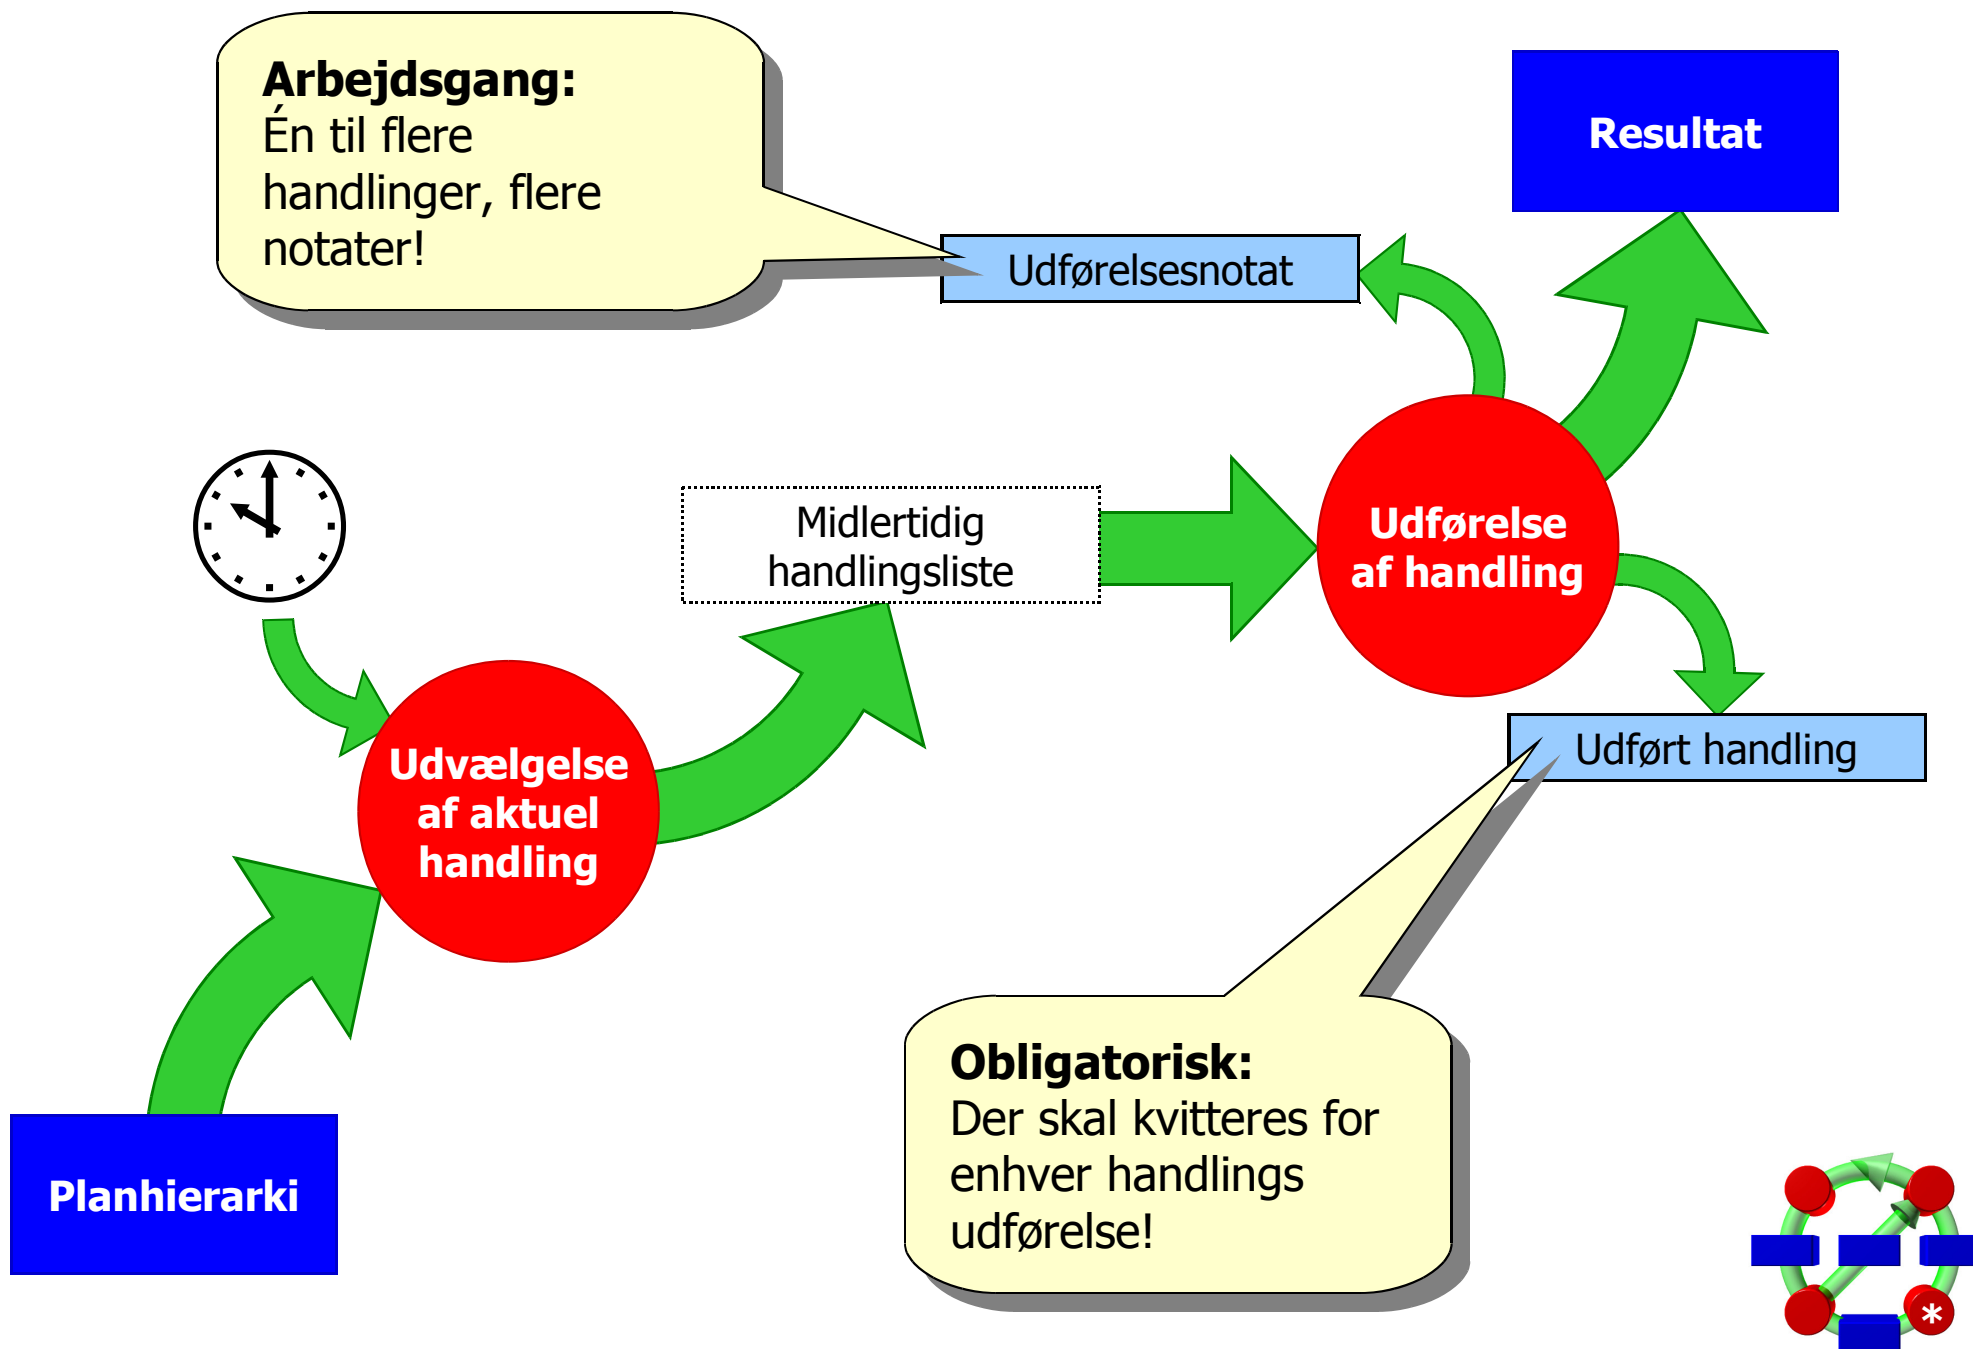 Arbejdsgang:
Én til flere
handlinger, flere
notater!
Resultat
Udførelsesnotat
Midlertidig
handlingsliste
Udførelse
af handling
Udvælgelse
af aktuel
handling
Udført handling
Planhierarki
Obligatorisk:
Der skal kvitteres for
enhver handlings
udførelse!
*